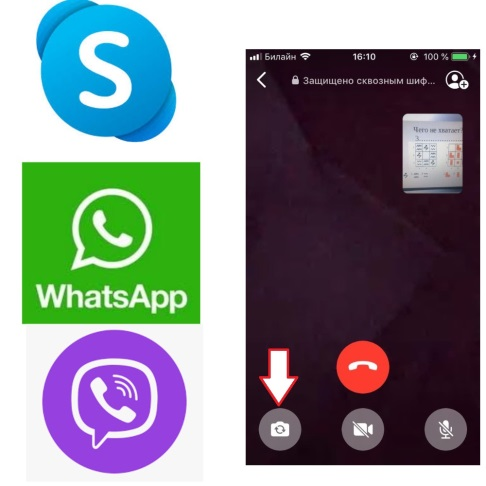 S
WhatsApp
Билайн 16:10 100 %
Защищено сквозным шиф...
Чего не хватает?